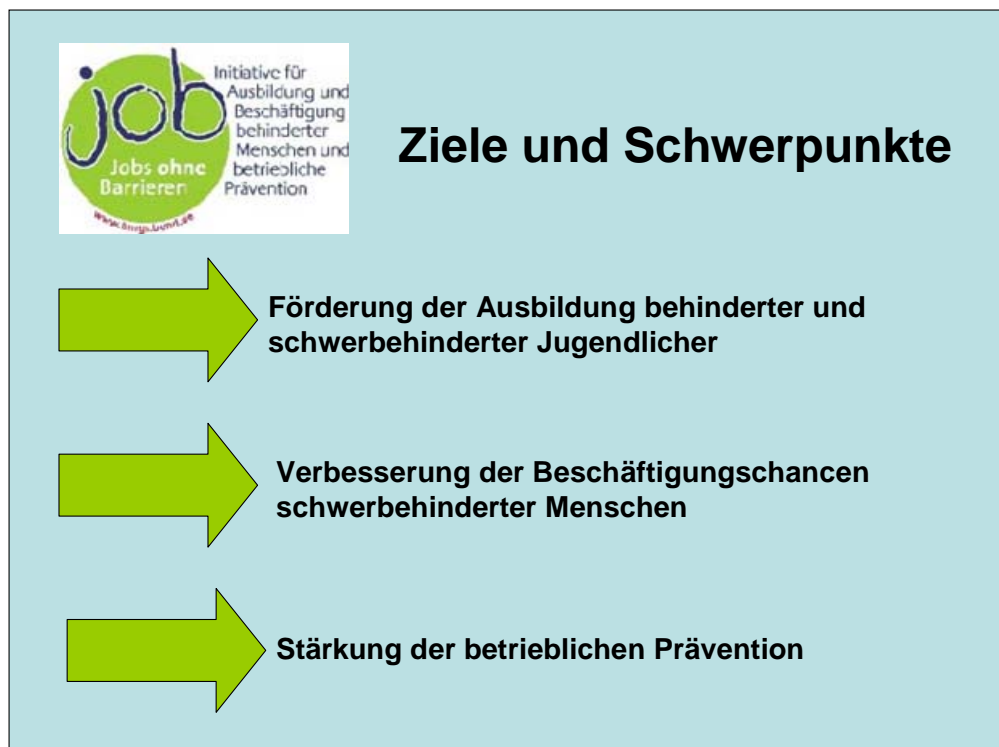 job
Initiative für
Ausbildung und
Beschäftigung
behinderter
Menschen und
betriebliche
Prävention
Jobs ohne
Barrieren
Ziele und Schwerpunkte
Förderung der Ausbildung behinderter und
schwerbehinderter Jugendlicher
Verbesserung der Beschäftigungschancen
schwerbehinderter Menschen
Stärkung der betrieblichen Prävention